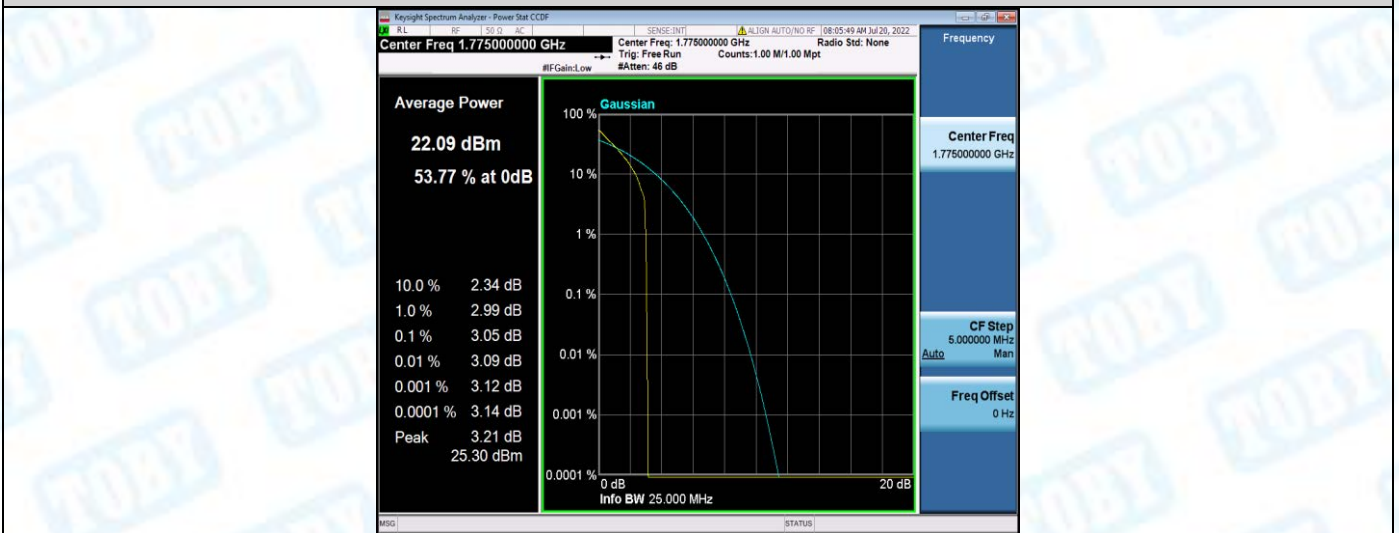 Keysight Spectrum Analyzer - Power Stat CCDF
RL RF 50 Ω AC SENSE:INT ALIGN AUTO/NO RF 08:05:49 AM Jul 20, 2022
Center Freq 1.775000000 GHz
Center Freq: 1.775000000 GHz Radio Std: None
Trig: Free Run Counts:1.00 M/1.00 Mpt
#IFGain:Low #Atten: 46 dB
Frequency
Average Power
22.09 dBm
53.77 % at 0dB
10.0 % 2.34 dB
1.0 % 2.99 dB
0.1 % 3.05 dB
0.01 % 3.09 dB
0.001 % 3.12 dB
0.0001 % 3.14 dB
Peak 3.21 dB
25.30 dBm
Gaussian
100 %
10 %
1 %
0.1 %
0.01 %
0.001 %
0.0001 %
0 dB 20 dB
Info BW 25.000 MHz
Center Freq
1.775000000 GHz
CF Step
5.000000 MHz
Auto Man
Freq Offset
0 Hz
MSG STATUS
TOBY
TOBY
TOBY
TOBY
TOBY
TOBY